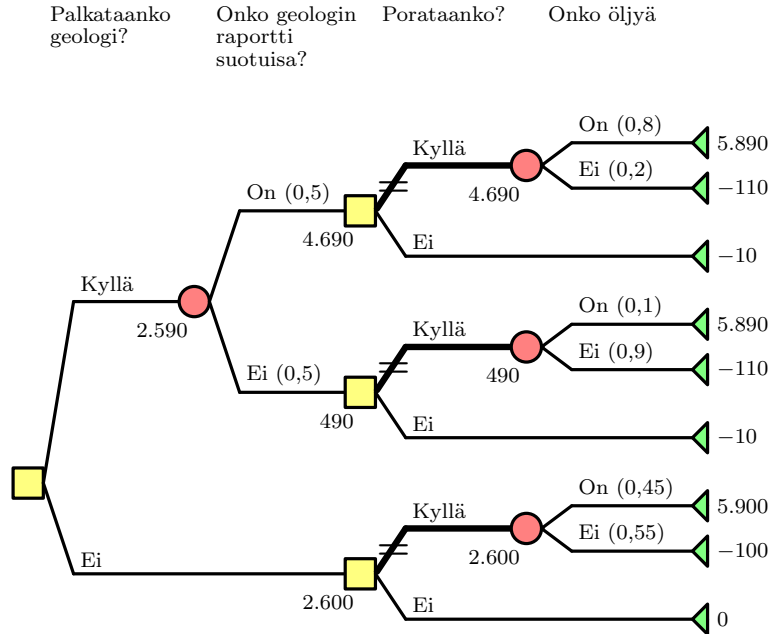 Palkataanko
geologi?
Onko geologin
raportti
suotuisa?
Porataanko?
Onko öljyä
On (0,8)
5.890
Kyllä
Ei (0,2)
4.690
−110
On (0,5)
4.690
Ei
−10
Kyllä
2.590
On (0,1)
5.890
Kyllä
Ei (0,9)
490
−110
Ei (0,5)
490
Ei
−10
On (0,45)
5.900
Kyllä
Ei (0,55)
2.600
−100
Ei
2.600
Ei
0